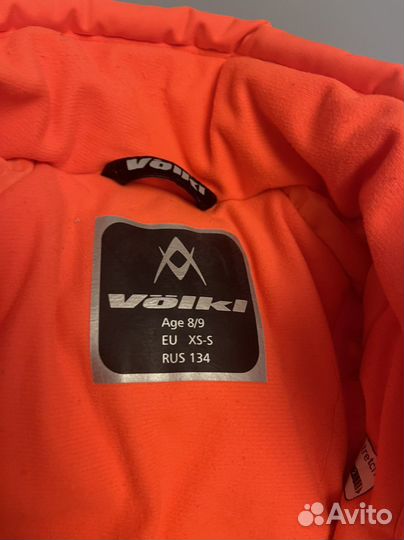 Völkl
Völkl
Age 8/9
EU XS-S
RUS 134
Avito